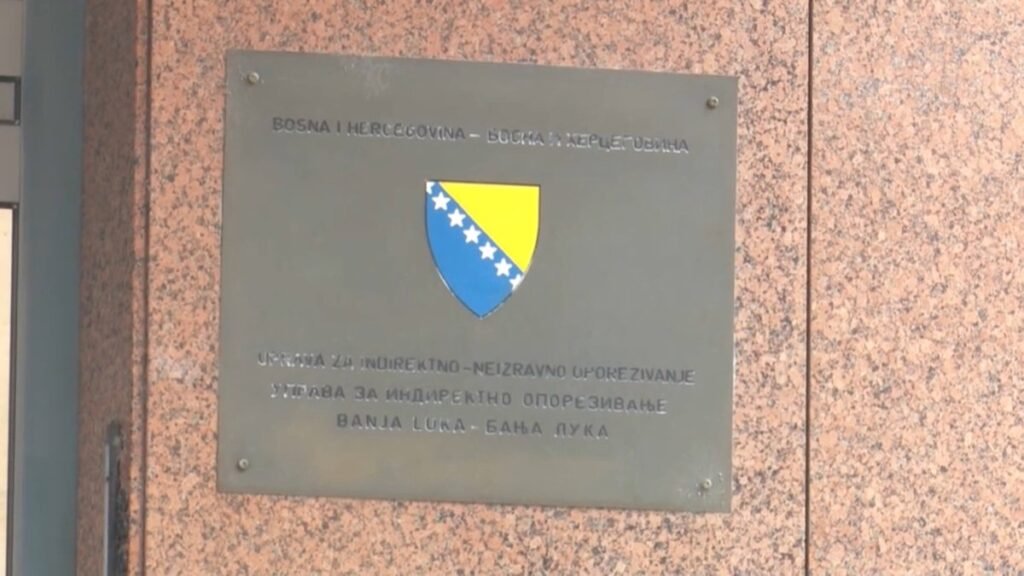 BOSNA I HERCEGOVINA – БОСНА И ХЕРЦЕГОВИНА
UPRAVA ZA INDIREKTNO – NEIZRAVNO OPOREZIVANJE
УПРАВА ЗА ИНДИРЕКТНО ОПОРЕЗИВАЊЕ
BANJA LUKA – БАЊА ЛУКА